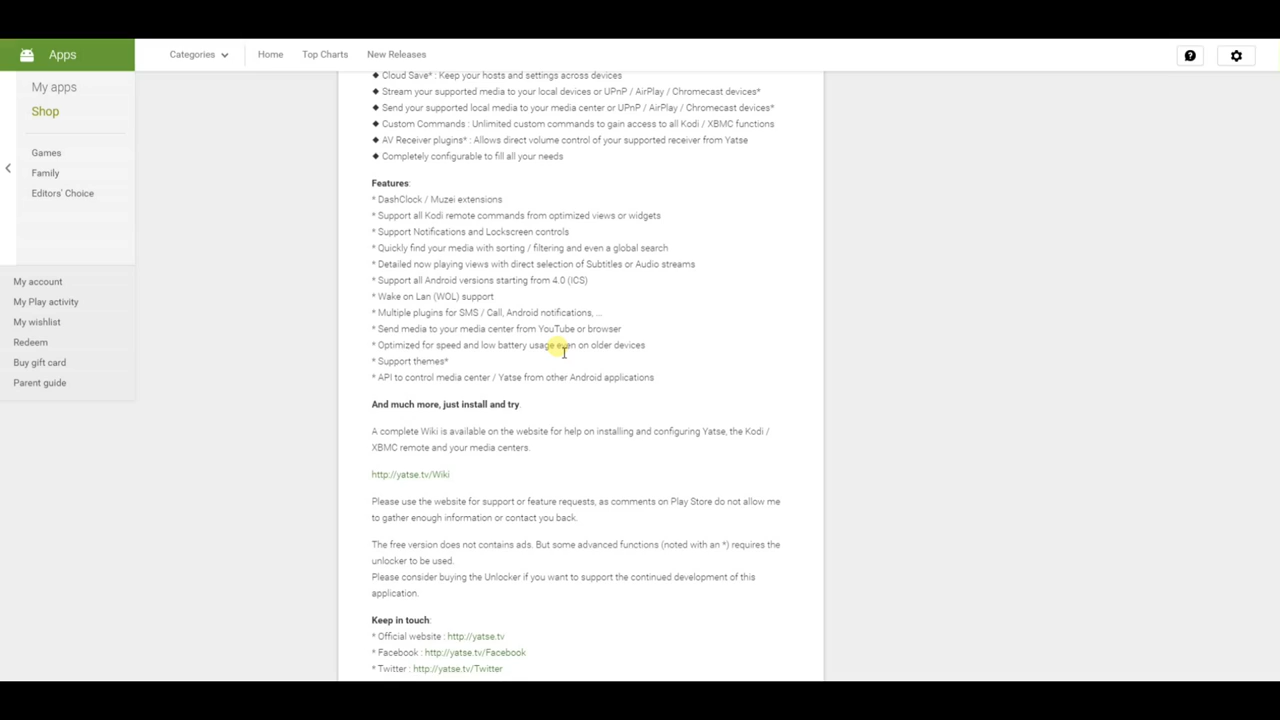 Apps
Categories
Home
Top Charts
New Releases
My apps
Shop
Games
Family
Editors' Choice
My account
My Play activity
My wishlist
Redeem
Buy gift card
Parent guide
◆ Cloud Save* : Keep your hosts and settings across devices
◆ Stream your supported media to your local devices or UPnP / AirPlay / Chromecast devices*
◆ Send your supported local media to your media center or UPnP / AirPlay / Chromecast devices*
◆ Custom Commands : Unlimited custom commands to gain access to all Kodi / XBMC functions
◆ AV Receiver plugins* : Allows direct volume control of your supported receiver from Yatse
◆ Completely configurable to fill all your needs
Features:
* DashClock / Muzei extensions
* Support all Kodi remote commands from optimized views or widgets
* Support Notifications and Lockscreen controls
* Quickly find your media with sorting / filtering and even a global search
* Detailed now playing views with direct selection of Subtitles or Audio streams
* Support all Android versions starting from 4.0 (ICS)
* Wake on Lan (WOL) support
* Multiple plugins for SMS / Call, Android notifications, ...
* Send media to your media center from YouTube or browser
* Optimized for speed and low battery usage even on older devices
* Support themes*
* API to control media center / Yatse from other Android applications
And much more, just install and try.
A complete Wiki is available on the website for help on installing and configuring Yatse, the Kodi /
XBMC remote and your media centers.
http://yatse.tv/Wiki
Please use the website for support or feature requests, as comments on Play Store do not allow me
to gather enough information or contact you back.
The free version does not contains ads. But some advanced functions (noted with an *) requires the
unlocker to be used.
Please consider buying the Unlocker if you want to support the continued development of this
application.
Keep in touch:
* Official website : http://yatse.tv
* Facebook : http://yatse.tv/Facebook
* Twitter : http://yatse.tv/Twitter